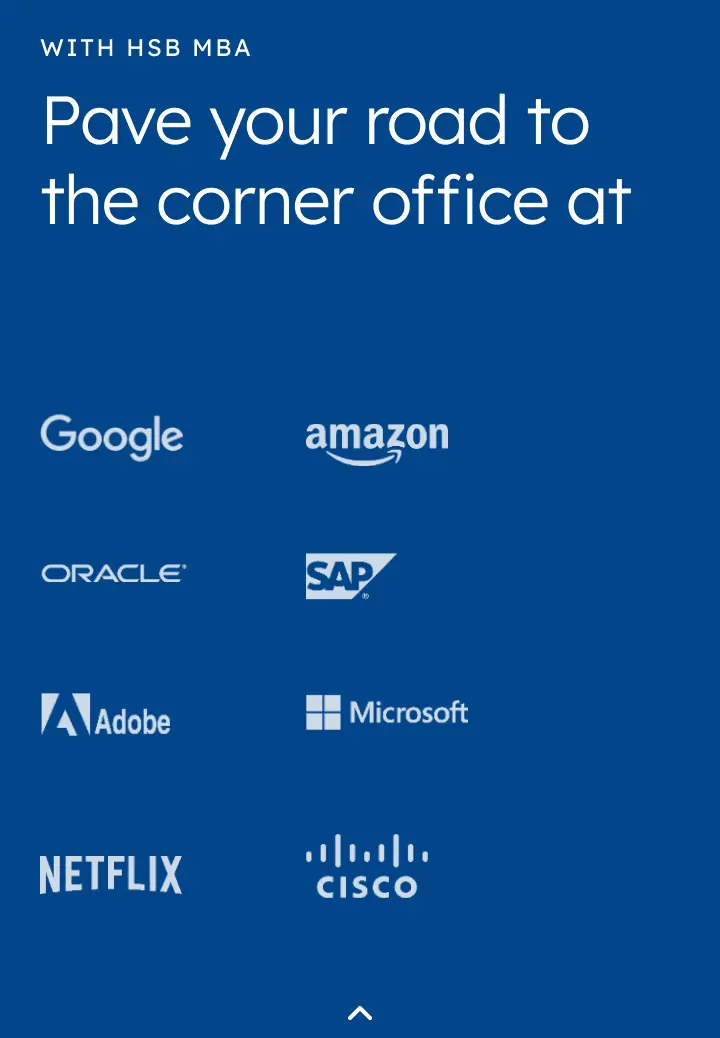 WITH HSB MBA
Pave your road to
the corner office at
Google
amazon
ORACLE®
SAP®
Adobe
Microsoft
NETFLIX
CISCO